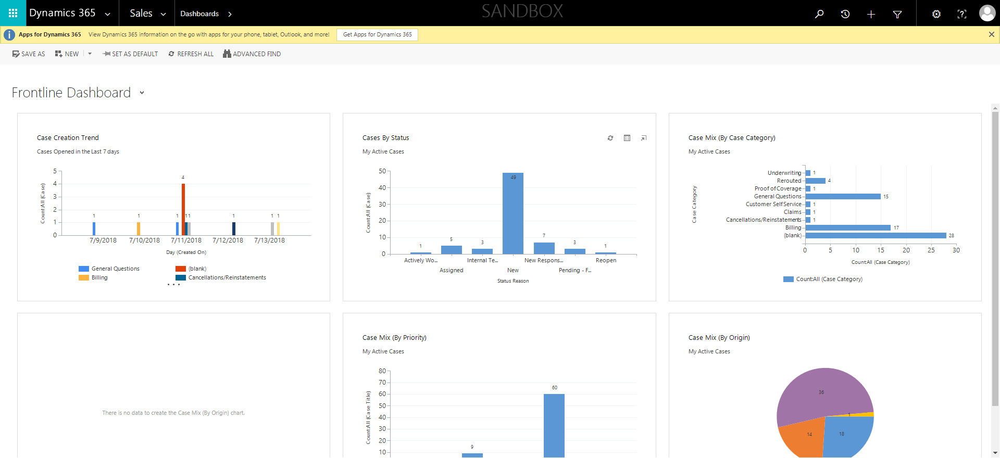 Dynamics 365 Sales Dashboards SANDBOX
Apps for Dynamics 365 View Dynamics 365 information on the go with apps for your phone, tablet, Outlook, and more! Get Apps for Dynamics 365
SAVE AS NEW SET AS DEFAULT REFRESH ALL ADVANCED FIND
Frontline Dashboard
Case Creation Trend
Cases Opened in the Last 7 days
Count:All (Case)
5
4
3
2
1
0
1
1
1
4
1
1
1
1
1
7/9/2018 7/10/2018 7/11/2018 7/12/2018 7/13/2018
Day (Created On)
General Questions (blank)
Billing Cancellations/Reinstatements
...
Cases By Status
My Active Cases
Count:All (Case)
50
40
30
20
10
0
1
5
3
49
7
3
1
Actively Wo... Internal Te... New Respons... Reopen
Assigned New Pending - F...
Status Reason
Case Mix (By Case Category)
My Active Cases
Case Category
Underwriting 1
Rerouted 4
Proof of Coverage 1
General Questions 15
Customer Self Service 1
Claims 1
Cancellations/Reinstatements 1
Billing 17
(blank) 28
0 5 10 15 20 25 30
Count:All (Case Category)
Count:All (Case Category)
There is no data to create the Case Mix (By Origin) chart.
Case Mix (By Priority)
My Active Cases
Count:All (Case Title)
80
70
60
50
40
30
20
10
9
60
Case Mix (By Origin)
My Active Cases
36
1
14
18